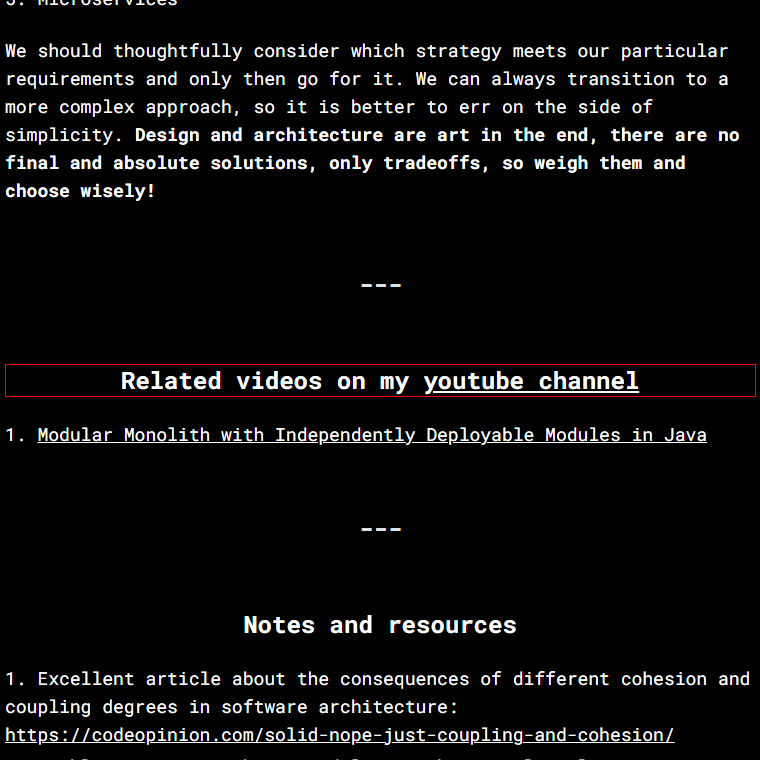 5. Microservices
We should thoughtfully consider which strategy meets our particular
requirements and only then go for it. We can always transition to a
more complex approach, so it is better to err on the side of
simplicity. Design and architecture are art in the end, there are no
final and absolute solutions, only tradeoffs, so weigh them and
choose wisely!
---
Related videos on my youtube channel
1. Modular Monolith with Independently Deployable Modules in Java
---
Notes and resources
1. Excellent article about the consequences of different cohesion and
coupling degrees in software architecture:
https://codeopinion.com/solid-nope-just-coupling-and-cohesion/